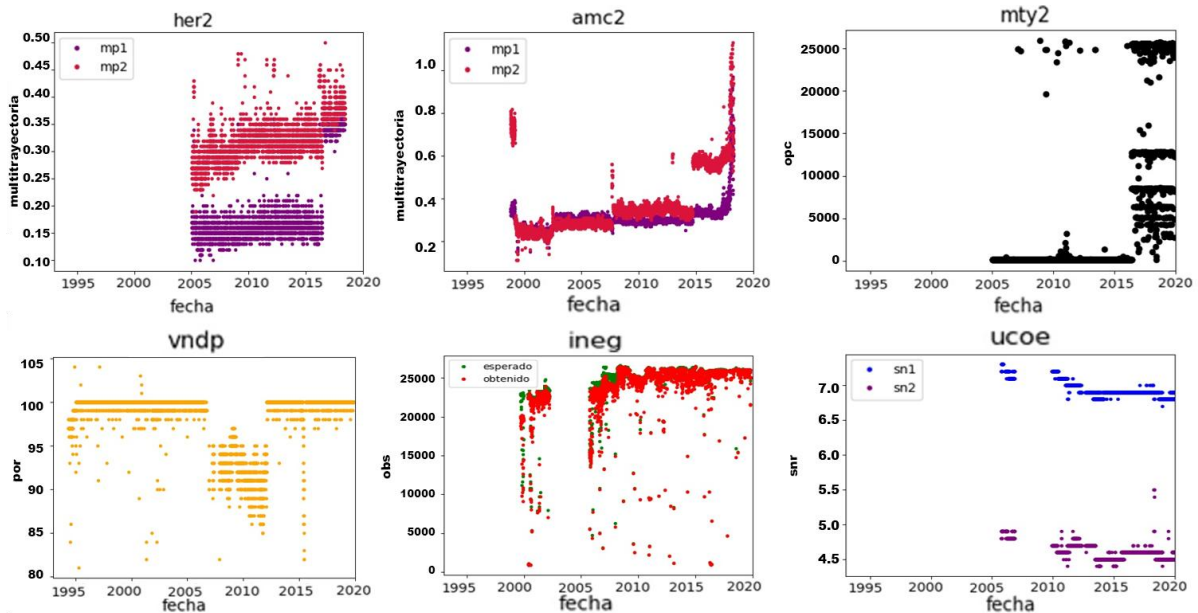 her2
mp1
mp2
multitrayectoria
0.50
0.45
0.40
0.35
0.30
0.25
0.20
0.15
0.10
1995 2000 2005 2010 2015 2020
fecha
amc2
mp1
mp2
multitrayectoria
1.0
0.8
0.6
0.4
0.2
1995 2000 2005 2010 2015 2020
fecha
mty2
opc
25000
20000
15000
10000
5000
0
1995 2000 2005 2010 2015 2020
fecha
vndp
por
105
100
95
90
85
80
1995 2000 2005 2010 2015 2020
fecha
ineg
esperado
obtenido
obs
25000
20000
15000
10000
5000
0
1995 2000 2005 2010 2015 2020
fecha
ucoe
sn1
sn2
snr
7.0
6.5
6.0
5.5
5.0
4.5
1995 2000 2005 2010 2015 2020
fecha